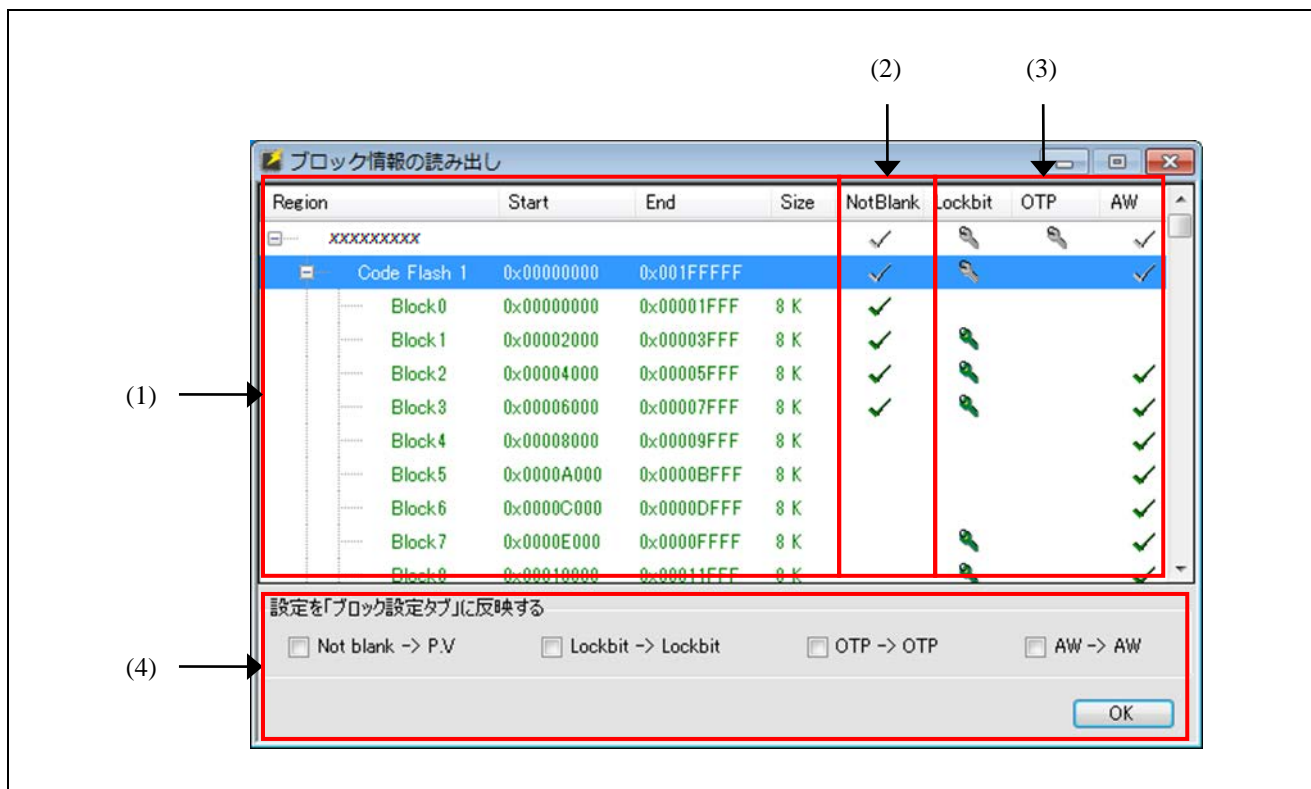 (2) (3)
ブロック情報の読み出し
Region Start End Size NotBlank Lockbit OTP AW
xxxxxxxxx
Code Flash 1 0x00000000 0x001FFFFF
Block0 0x00000000 0x00001FFF 8 K
Block1 0x00002000 0x00003FFF 8 K
Block2 0x00004000 0x00005FFF 8 K
(1)
Block3 0x00006000 0x00007FFF 8 K
Block4 0x00008000 0x00009FFF 8 K
Block5 0x0000A000 0x0000BFFF 8 K
Block6 0x0000C000 0x0000DFFF 8 K
Block7 0x0000E000 0x0000FFFF 8 K
Block8 0x00010000 0x00011FFF 8 K
設定を「ブロック設定タブ」に反映する
Not blank -> P.V Lockbit -> Lockbit OTP -> OTP AW -> AW
(4)
OK